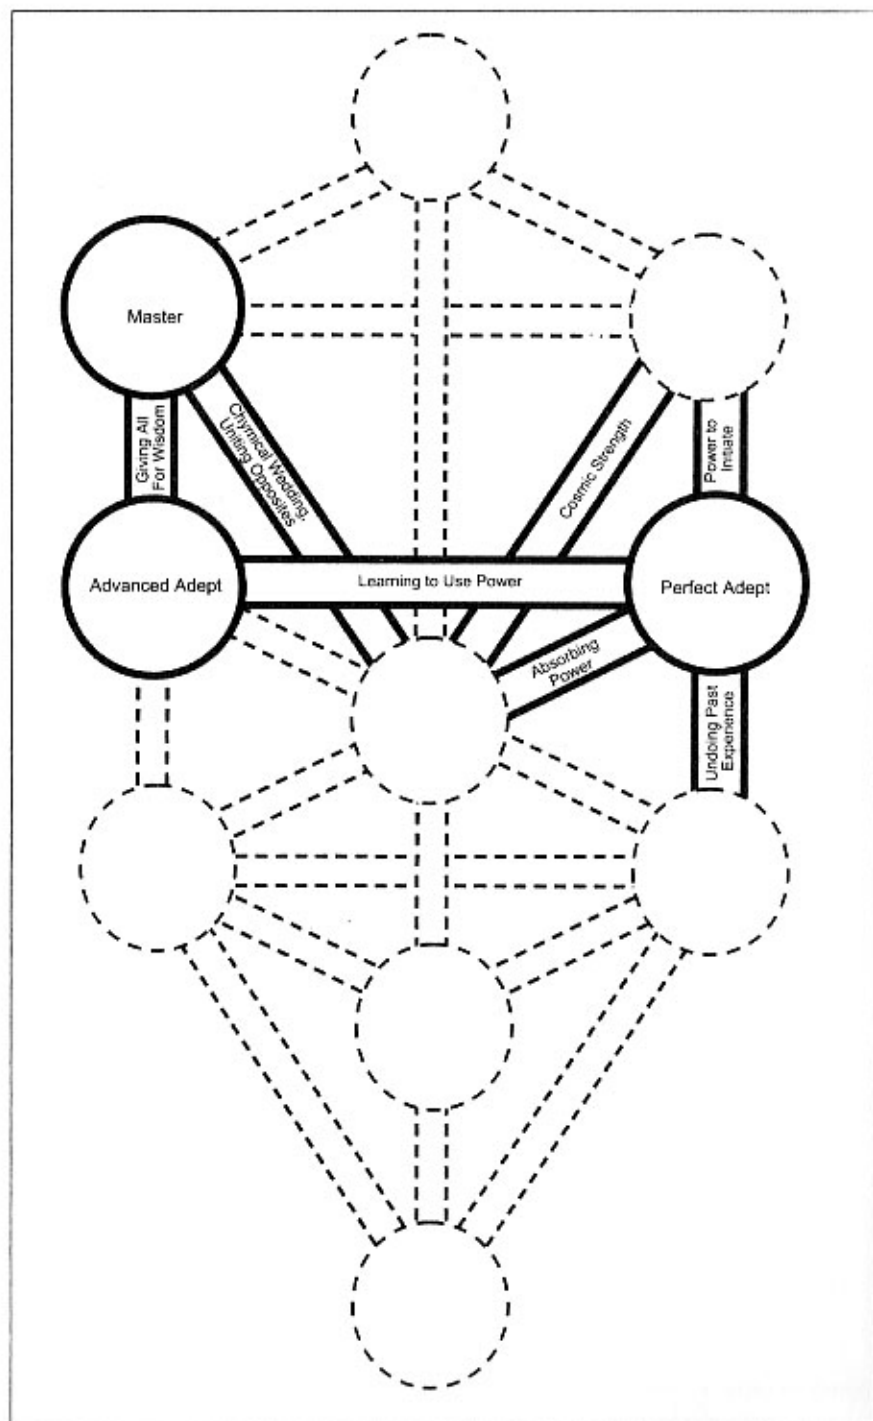 Master
Giving All
For Wisdom
Chymical Wedding,
Uniting Opposites
Cosmic Strength
Power to
Initiate
Advanced Adept
Learning to Use Power
Perfect Adept
Absorbing
Power
Undoing Past
Experience